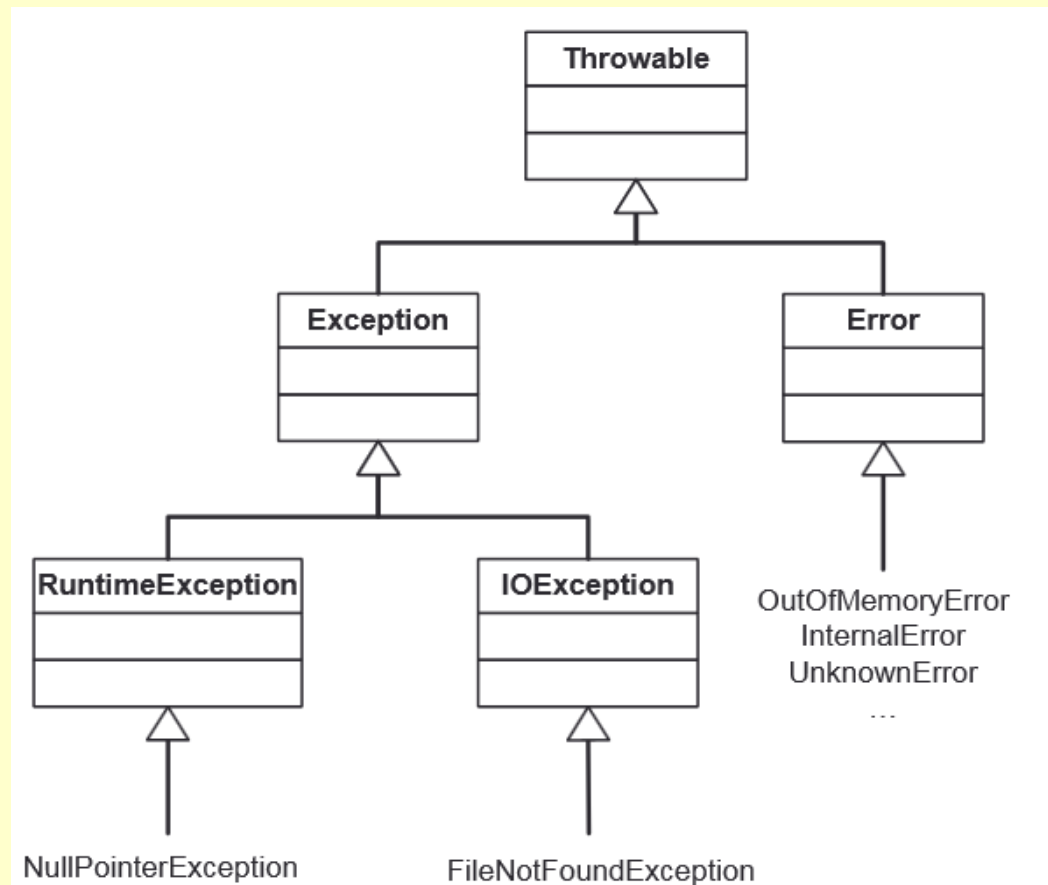 Throwable
Exception
Error
RuntimeException
IOException
OutOfMemoryError
InternalError
UnknownError
...
NullPointerException
FileNotFoundException